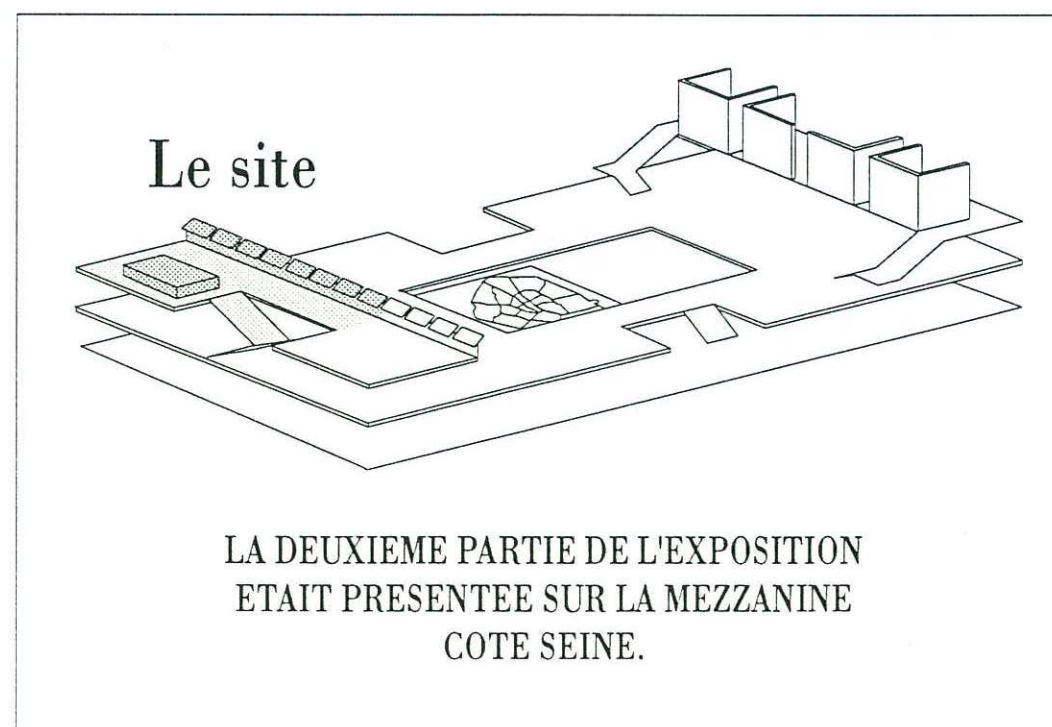 Le site
LA DEUXIEME PARTIE DE L'EXPOSITION
ETAIT PRESENTEE SUR LA MEZZANINE
COTE SEINE.